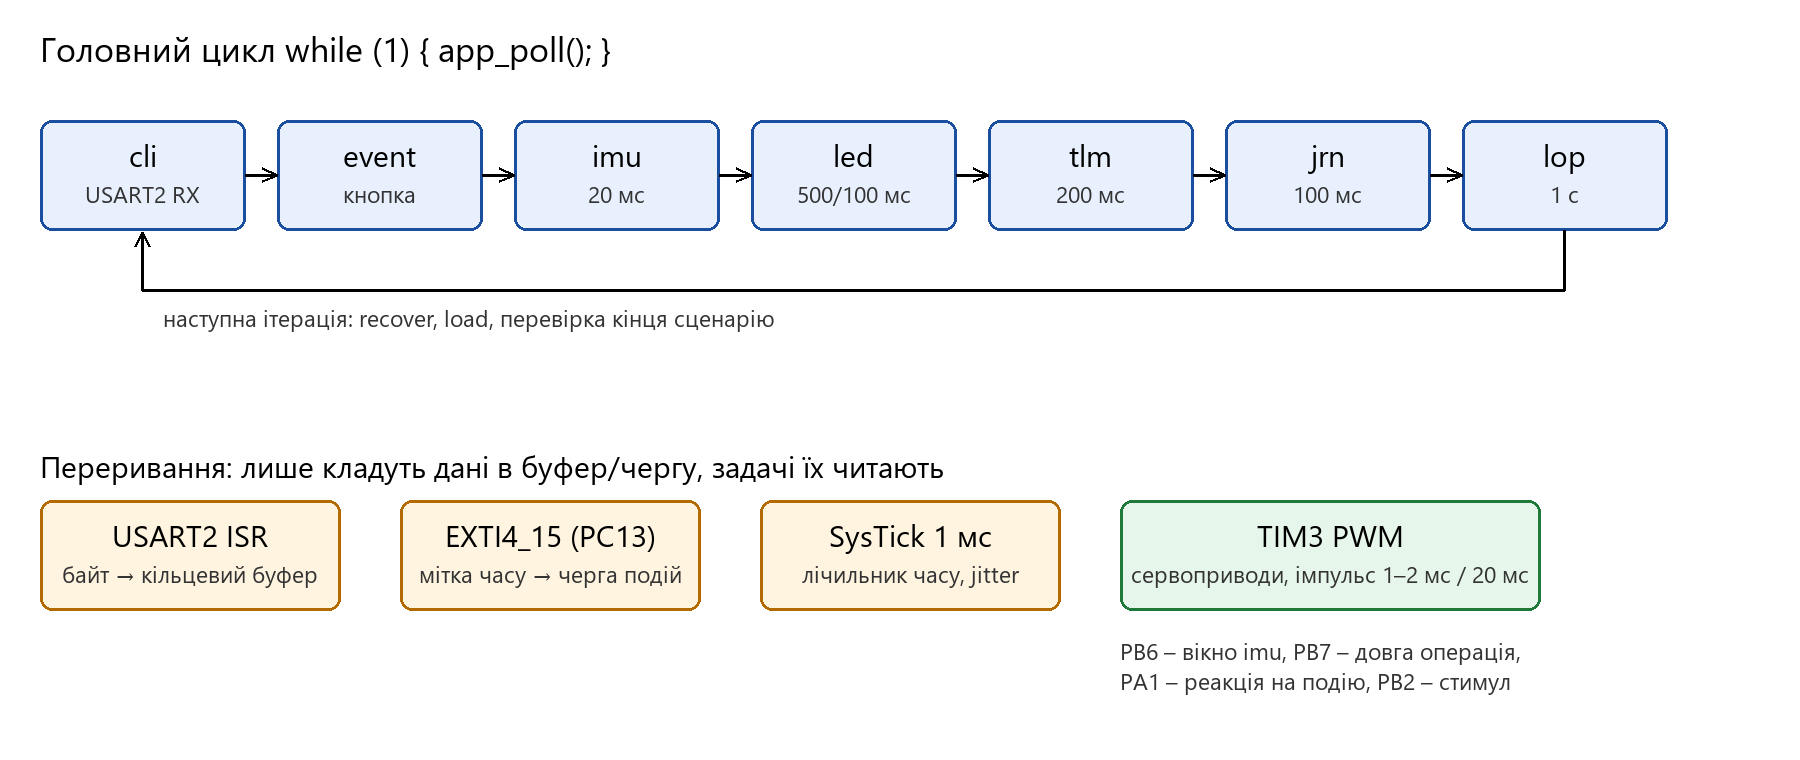 Головний цикл while (1) { app_poll(); }
cli
USART2 RX
event
кнопка
imu
20 мс
led
500/100 мс
tlm
200 мс
jrn
100 мс
lop
1 с
наступна ітерація: recover, load, перевірка кінця сценарію
Переривання: лише кладуть дані в буфер/чергу, задачі їх читають
USART2 ISR
байт → кільцевий буфер
EXTI4_15 (PC13)
мітка часу → черга подій
SysTick 1 мс
лічильник часу, jitter
TIM3 PWM
сервоприводи, імпульс 1–2 мс / 20 мс
PB6 – вікно imu, PB7 – довга операція,
PA1 – реакція на подію, PB2 – стимул